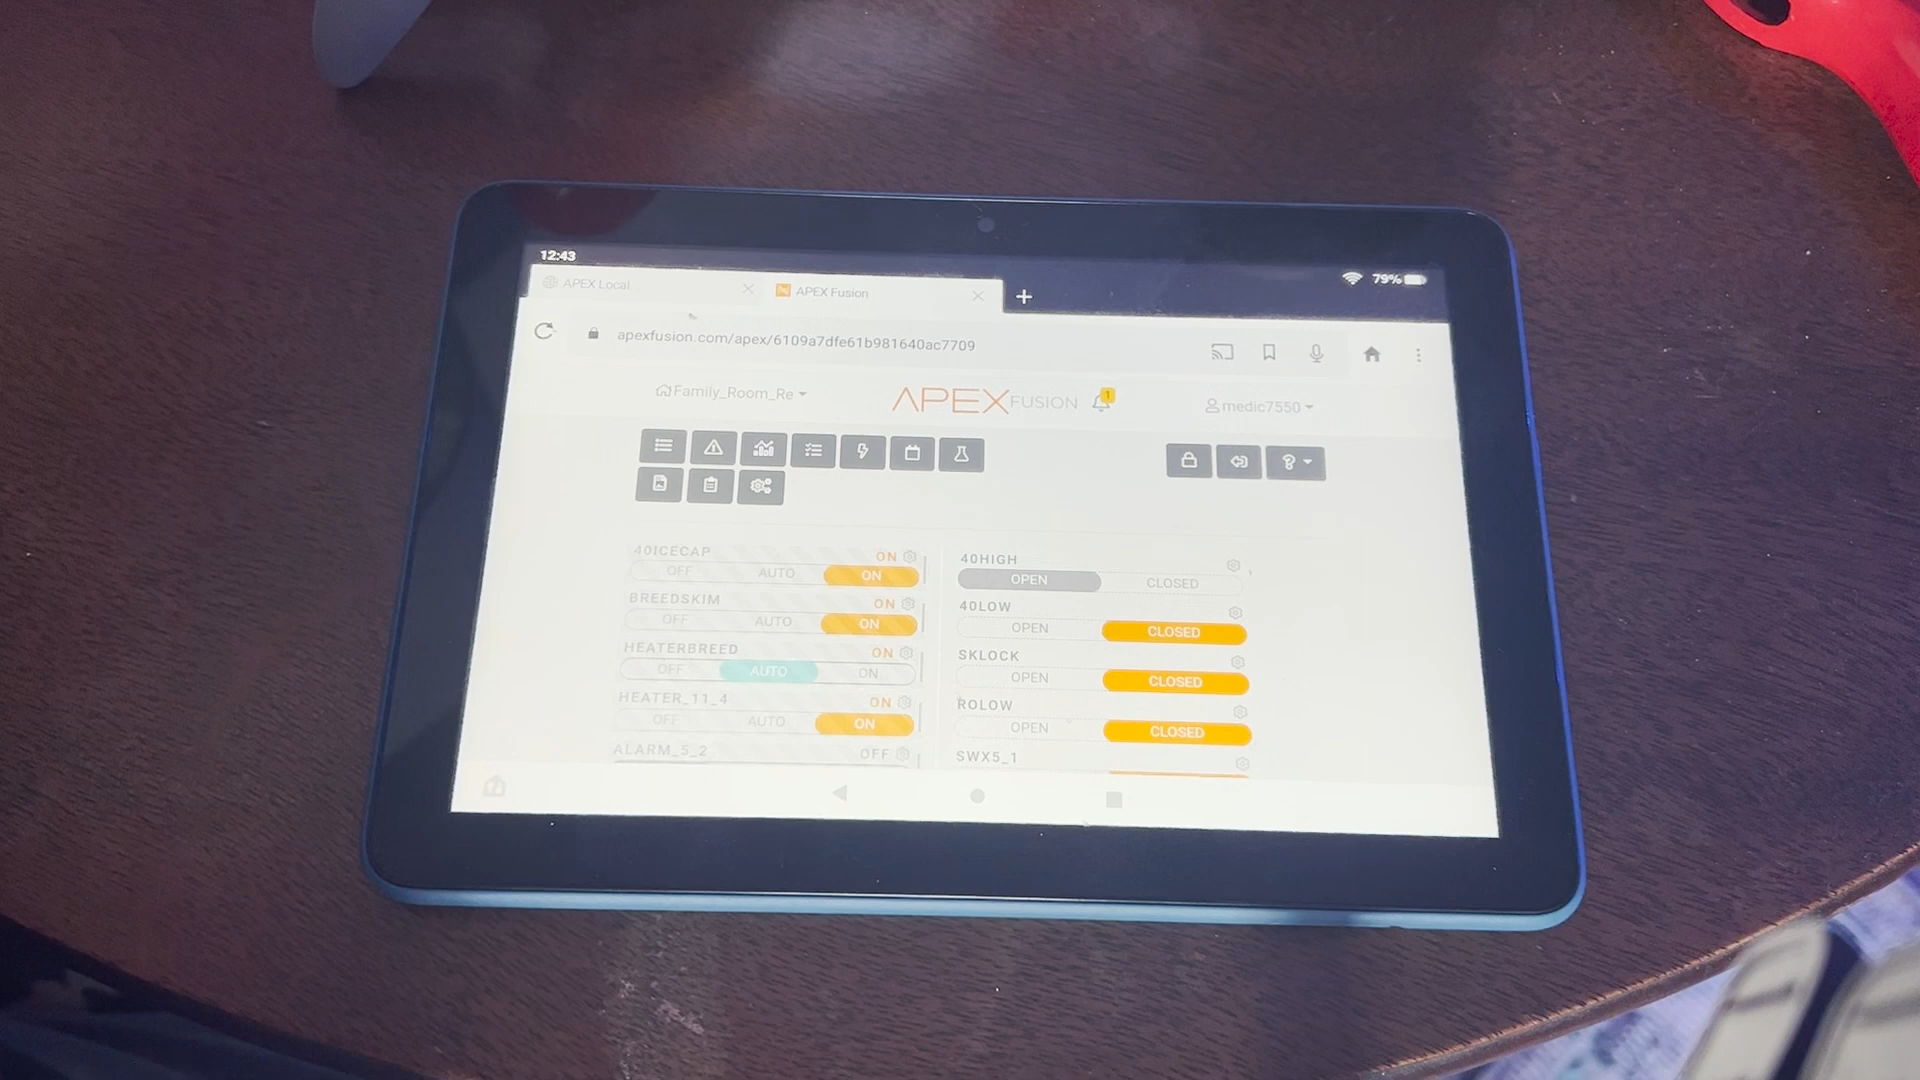 12:43
79%
APEX Local
APEX Fusion
apexfusion.com/apex/6109a7dfe61b981640ac7709
Family_Room_Re
APEX FUSION
1
medic7550
40ICECAP ON
OFF AUTO ON
BREEDSKIM ON
OFF AUTO ON
HEATERBREED ON
OFF AUTO ON
HEATER_11_4 ON
OFF AUTO ON
ALARM_5_2 OFF
40HIGH
OPEN CLOSED
40LOW
OPEN CLOSED
SKLOCK
OPEN CLOSED
ROLOW
OPEN CLOSED
SWX5_1